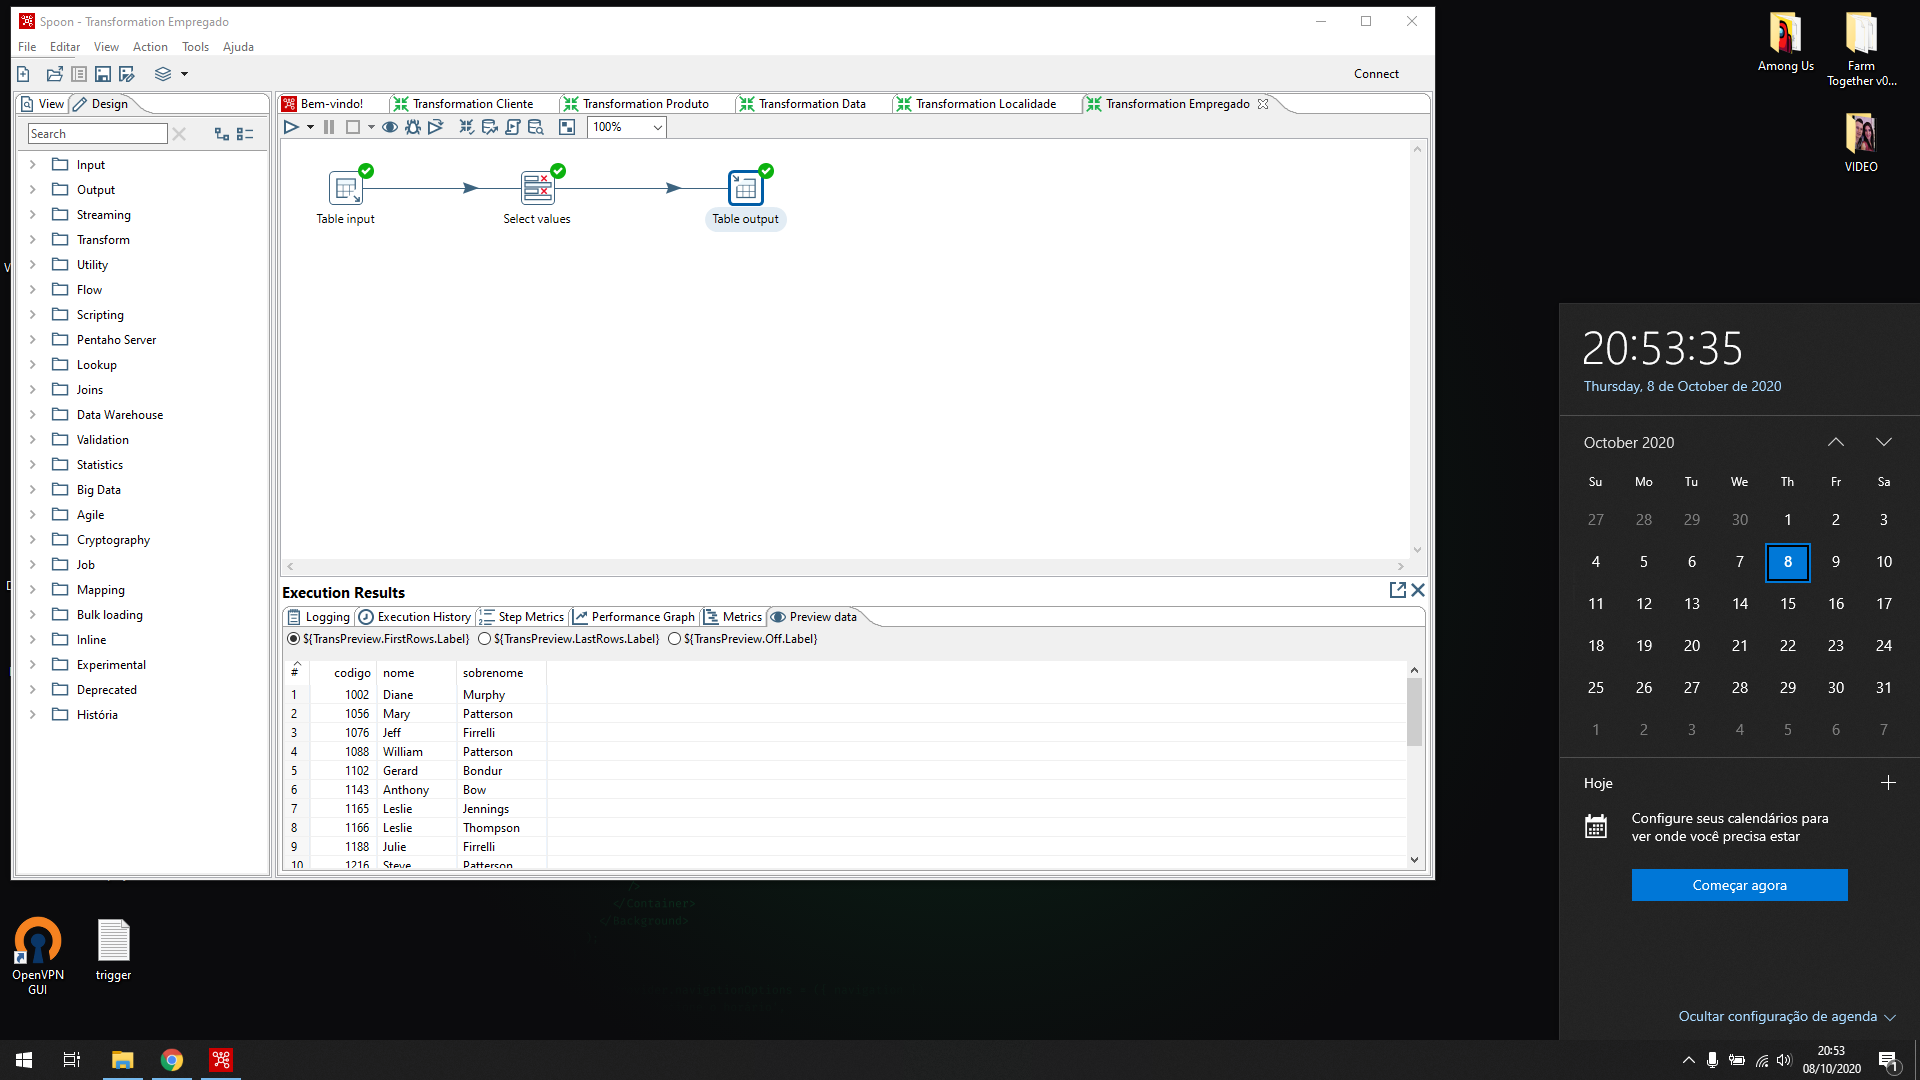 Spoon - Transformation Empregado
File Editar View Action Tools Ajuda
Connect
View Design
Search
Input
Output
Streaming
Transform
Utility
Flow
Scripting
Pentaho Server
Lookup
Joins
Data Warehouse
Validation
Statistics
Big Data
Agile
Cryptography
Job
Mapping
Bulk loading
Inline
Experimental
Deprecated
História
Bem-vindo! Transformation Cliente Transformation Produto Transformation Data Transformation Localidade Transformation Empregado
100%
Table input Select values Table output
Execution Results
Logging Execution History Step Metrics Performance Graph Metrics Preview data
${TransPreview.FirstRows.Label} ${TransPreview.LastRows.Label} ${TransPreview.Off.Label}
# codigo nome sobrenome
1 1002 Diane Murphy
2 1056 Mary Patterson
3 1076 Jeff Firrelli
4 1088 William Patterson
5 1102 Gerard Bondur
6 1143 Anthony Bow
7 1165 Leslie Jennings
8 1166 Leslie Thompson
9 1188 Julie Firrelli
10 1216 Steve Patterson
/>
</Container>
</Background>
OpenVPN
GUI
trigger
Among Us
Farm
Together v0...
VIDEO
20:53:35
Thursday, 8 de October de 2020
October 2020
Su Mo Tu We Th Fr Sa
27 28 29 30 1 2 3
4 5 6 7 8 9 10
11 12 13 14 15 16 17
18 19 20 21 22 23 24
25 26 27 28 29 30 31
1 2 3 4 5 6 7
Hoje
Configure seus calendários para
ver onde você precisa estar
Começar agora
Ocultar configuração de agenda
20:53
08/10/2020
1